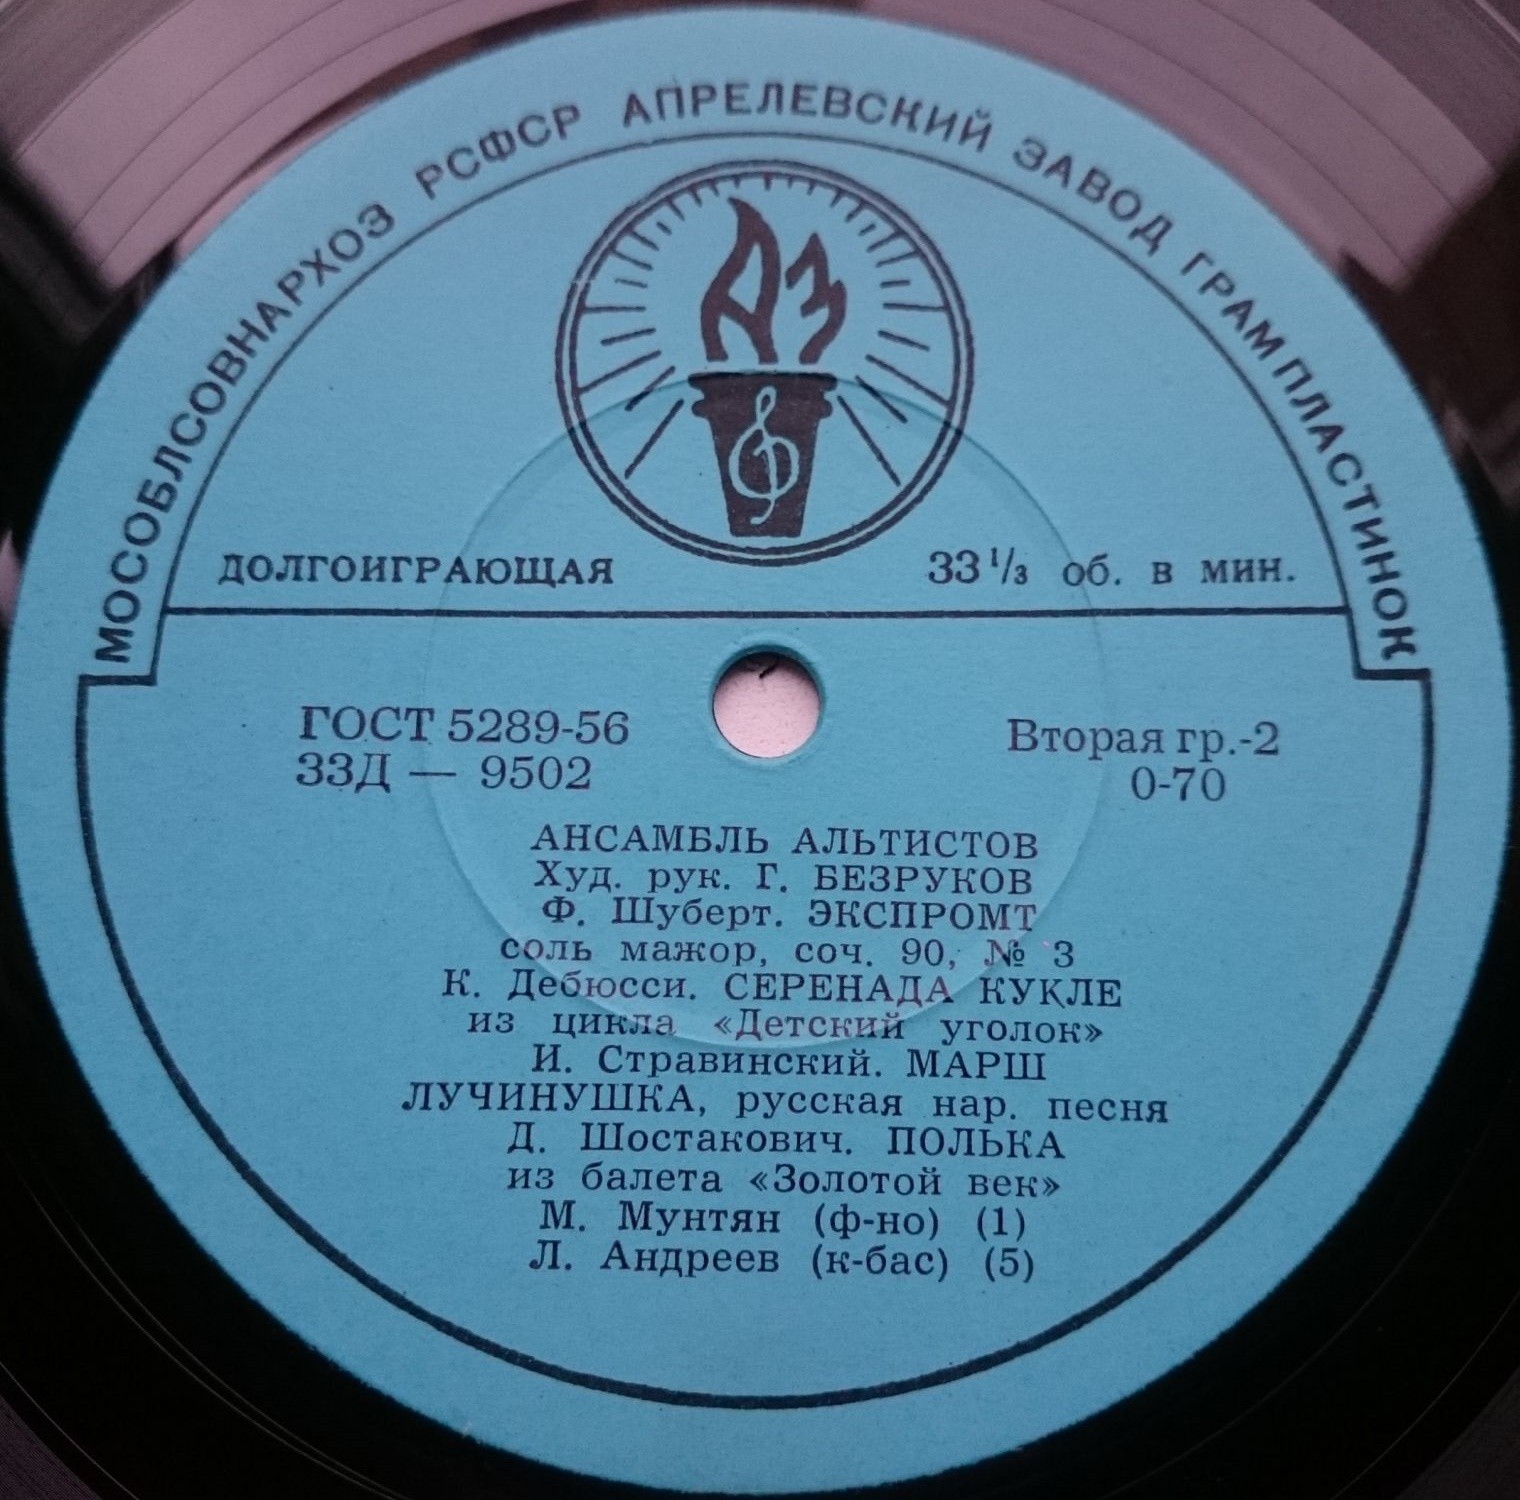 МОСОБЛСОВНАРХОЗ РСФСР АПРЕЛЕВСКИЙ ЗАВОД ГРАМПЛАСТИНОК
АЗ
ДОЛГОИГРАЮЩАЯ 33 1/3 об. в мин.
ГОСТ 5289-56 Вторая гр.-2
33Д — 9502 0-70
АНСАМБЛЬ АЛЬТИСТОВ
Худ. рук. Г. БЕЗРУКОВ
Ф. Шуберт. ЭКСПРОМТ
соль мажор, соч. 90, № 3
К. Дебюсси. СЕРЕНАДА КУКЛЕ
из цикла «Детский уголок»
И. Стравинский. МАРШ
ЛУЧИНУШКА, русская нар. песня
Д. Шостакович. ПОЛЬКА
из балета «Золотой век»
М. Мунтян (ф-но) (1)
Л. Андреев (к-бас) (5)